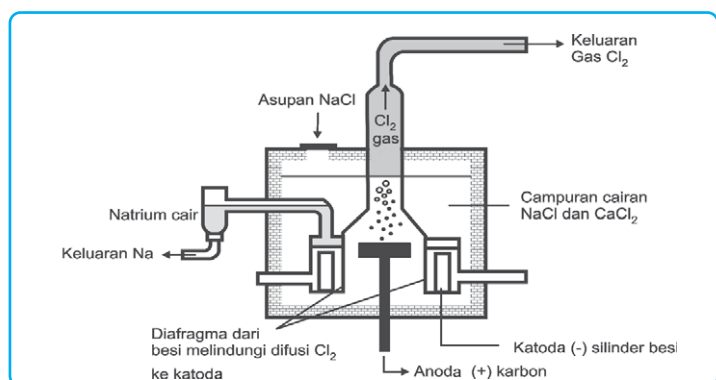 Keluaran
Gas Cl₂
Asupan NaCl
Cl₂
gas
Natrium cair
Campuran cairan
NaCl dan CaCl₂
Keluaran Na
Diafragma dari
besi melindungi difusi Cl₂
ke katoda
Katoda (-) silinder besi
Anoda (+) karbon